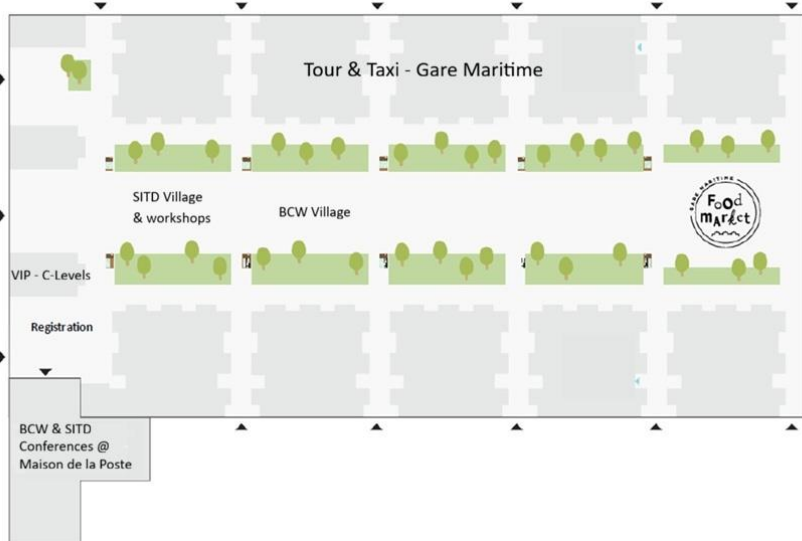 Tour & Taxi - Gare Maritime
SITD Village
& workshops
BCW Village
GARE MARITIME
Food
mArket
VIP - C-Levels
Registration
BCW & SITD
Conferences @
Maison de la Poste